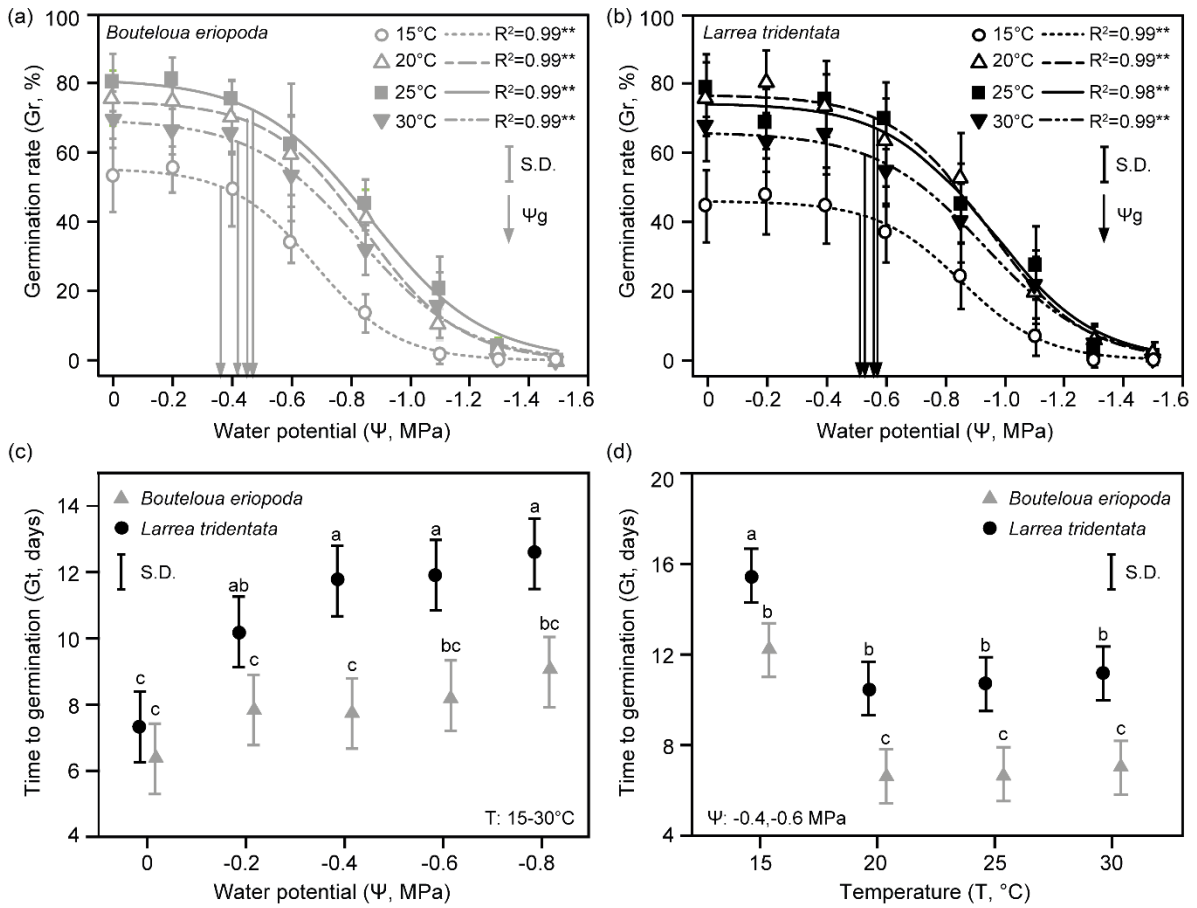 (a)
Bouteloua eriopoda
15°C R²=0.99**
20°C R²=0.99**
25°C R²=0.99**
30°C R²=0.99**
S.D.
Ψg
Germination rate (Gr, %)
100
80
60
40
20
0
0 -0.2 -0.4 -0.6 -0.8 -1.0 -1.2 -1.4 -1.6
Water potential (Ψ, MPa)
(b)
Larrea tridentata
15°C R²=0.99**
20°C R²=0.99**
25°C R²=0.98**
30°C R²=0.99**
S.D.
Ψg
Germination rate (Gr, %)
100
80
60
40
20
0
0 -0.2 -0.4 -0.6 -0.8 -1.0 -1.2 -1.4 -1.6
Water potential (Ψ, MPa)
(c)
Bouteloua eriopoda
Larrea tridentata
S.D.
a
a
a
ab
bc
bc
c
c
c c
T: 15-30°C
Time to germination (Gt, days)
14
12
10
8
6
4
0 -0.2 -0.4 -0.6 -0.8
Water potential (Ψ, MPa)
(d)
Bouteloua eriopoda
Larrea tridentata
S.D.
a
b
b b b
c c c
Ψ: -0.4,-0.6 MPa
Time to germination (Gt, days)
20
16
12
8
4
15 20 25 30
Temperature (T, °C)